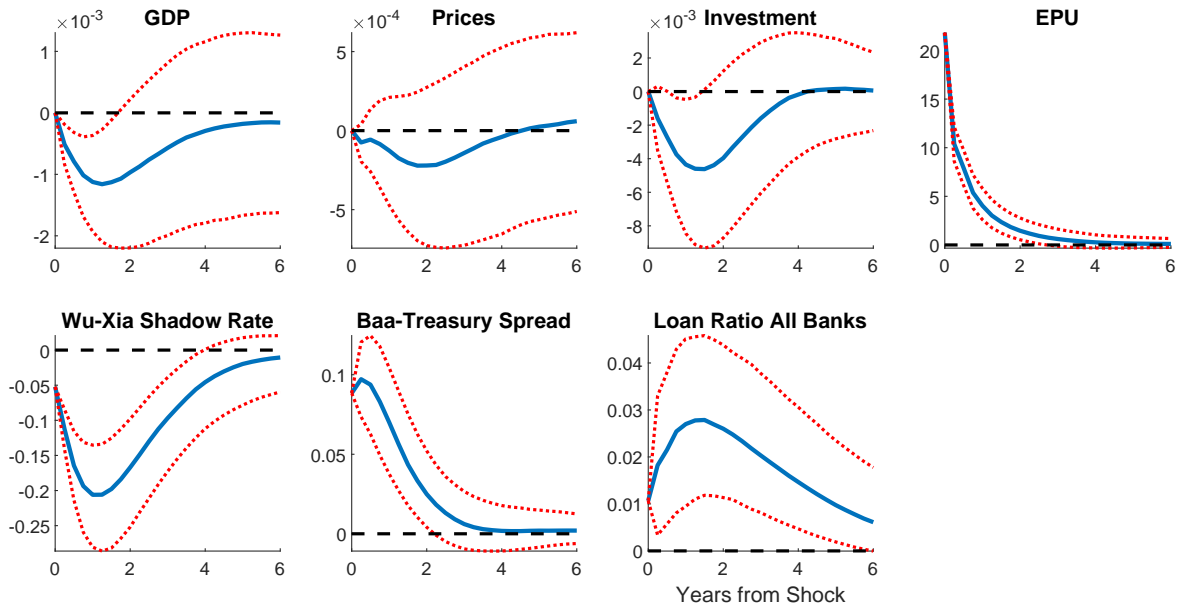 GDP
×10⁻³
1
0
-1
-2
0 2 4 6
Prices
×10⁻⁴
5
0
-5
0 2 4 6
Investment
×10⁻³
2
0
-2
-4
-6
-8
0 2 4 6
EPU
20
15
10
5
0
0 2 4 6
Wu-Xia Shadow Rate
0
-0.05
-0.1
-0.15
-0.2
-0.25
0 2 4 6
Baa-Treasury Spread
0.1
0.05
0
0 2 4 6
Loan Ratio All Banks
0.04
0.03
0.02
0.01
0
0 2 4 6
Years from Shock